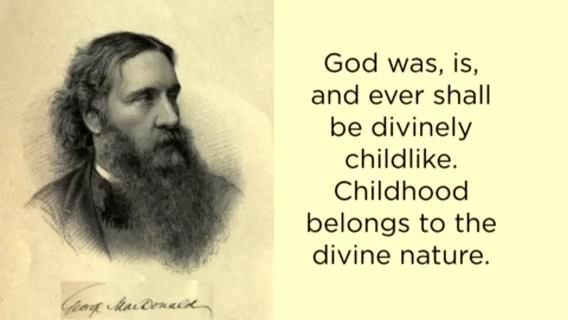 God was, is,
and ever shall
be divinely
childlike.
Childhood
belongs to the
divine nature.
George MacDonald